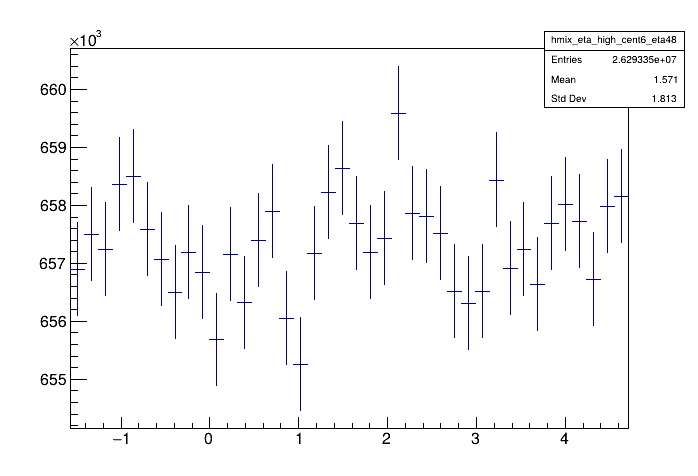 ×10³
hmix_eta_high_cent6_eta48
Entries 2.629335e+07
Mean 1.571
Std Dev 1.813
660
659
658
657
656
655
−1 0 1 2 3 4